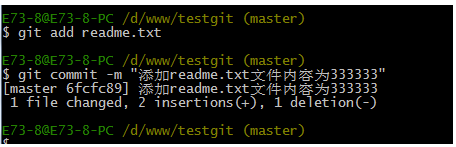 E73-8@E73-8-PC /d/www/testgit (master)
$ git add readme.txt
E73-8@E73-8-PC /d/www/testgit (master)
$ git commit -m "添加readme.txt文件内容为333333"
[master 6fcfc89] 添加readme.txt文件内容为333333
1 file changed, 2 insertions(+), 1 deletion(-)
E73-8@E73-8-PC /d/www/testgit (master)
$